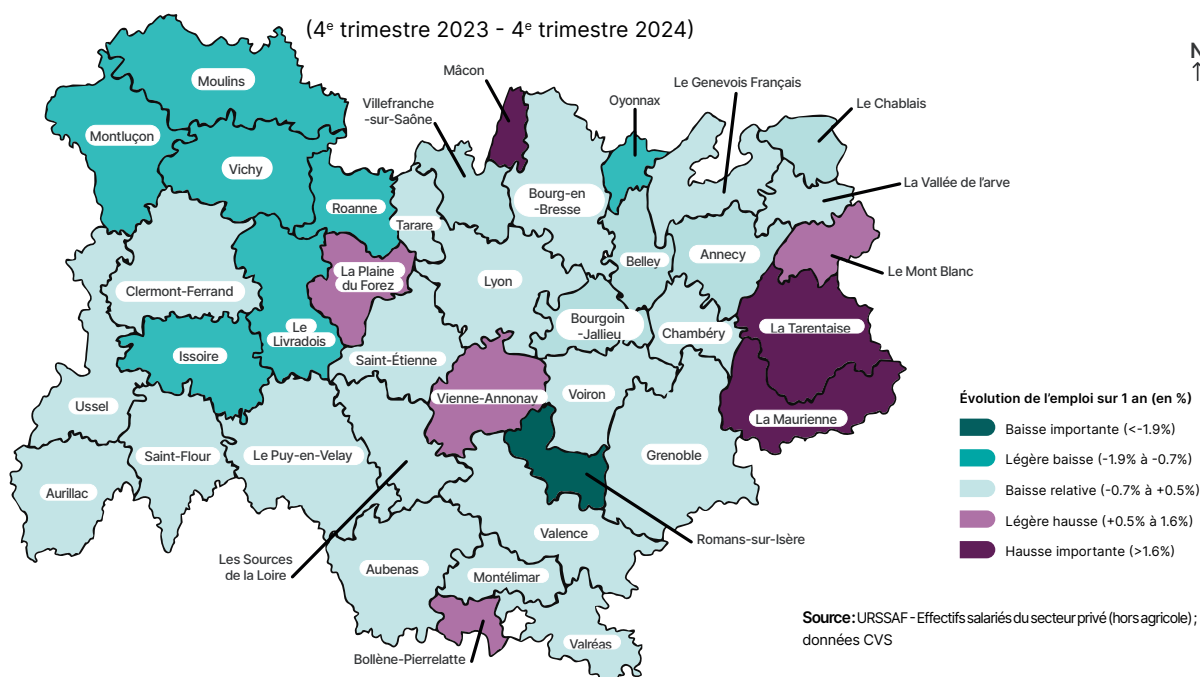 (4e trimestre 2023 - 4e trimestre 2024)
N
Mâcon
Le Genevois Français
Moulins
Villefranche
-sur-Saône
Oyonnax
Le Chablais
Montluçon
Vichy
La Vallée de l'arve
Bourg-en
-Bresse
Roanne
Tarare
Annecy
Belley
Le Mont Blanc
La Plaine
du Forez
Lyon
Clermont-Ferrand
Bourgoin
-Jallieu
La Tarentaise
Le
Livradois
Chambéry
Issoire
Saint-Étienne
Voiron
Vienne-Annonay
Ussel
La Maurienne
Saint-Flour
Le Puy-en-Velay
Grenoble
Aurillac
Valence
Romans-sur-Isère
Les Sources
de la Loire
Aubenas
Montélimar
Valréas
Bollène-Pierrelatte
Évolution de l'emploi sur 1 an (en %)
Baisse importante (<-1.9%)
Légère baisse (-1.9% à -0.7%)
Baisse relative (-0.7% à +0.5%)
Légère hausse (+0.5% à 1.6%)
Hausse importante (>1.6%)
Source : URSSAF - Effectifs salariés du secteur privé (hors agricole) ;
données CVS